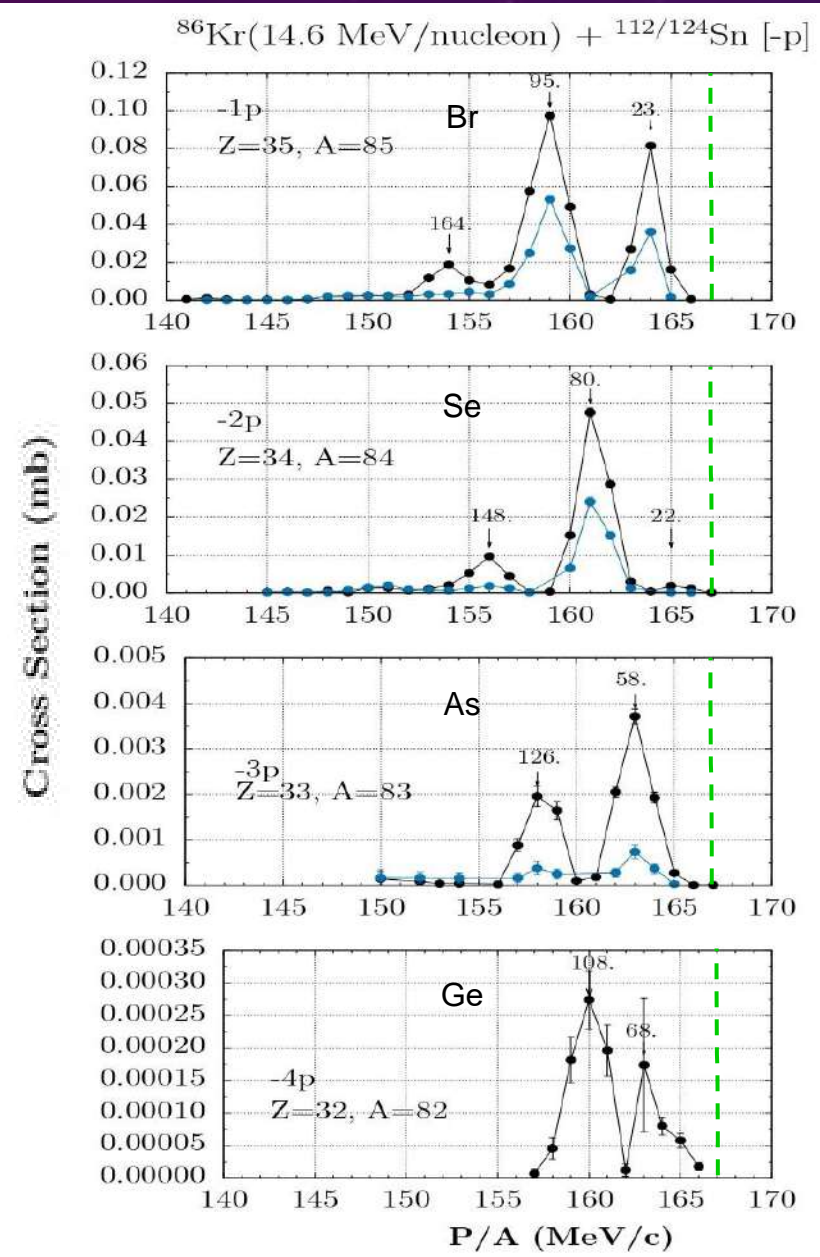 ⁸⁶Kr(14.6 MeV/nucleon) + ¹¹²/¹²⁴Sn [-p]
Cross Section (mb)
0.12
0.10
0.08
0.06
0.04
0.02
0.00
-1p
Z=35, A=85
Br
164.
95.
23.
140 145 150 155 160 165 170
0.06
0.05
0.04
0.03
0.02
0.01
0.00
-2p
Z=34, A=84
Se
148.
80.
22.
140 145 150 155 160 165 170
0.005
0.004
0.003
0.002
0.001
0.000
-3p
Z=33, A=83
As
126.
58.
140 145 150 155 160 165 170
0.00035
0.00030
0.00025
0.00020
0.00015
0.00010
0.00005
0.00000
-4p
Z=32, A=82
Ge
108.
68.
140 145 150 155 160 165 170
P/A (MeV/c)